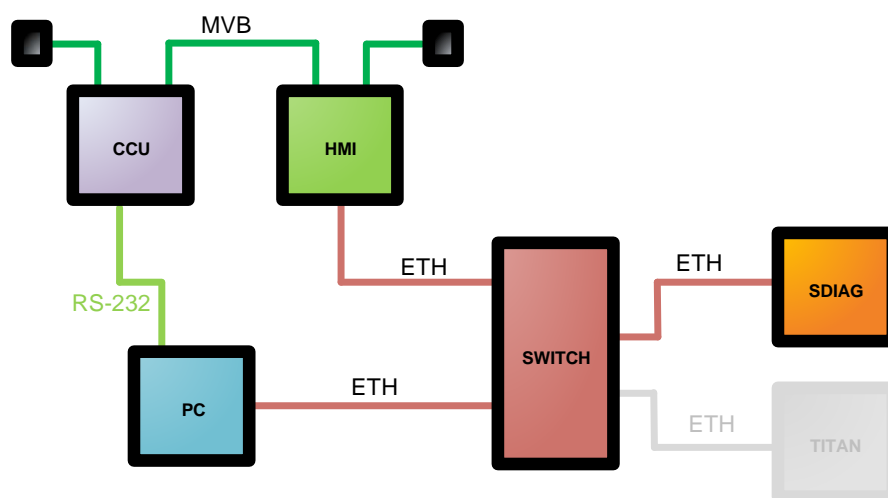 MVB
CCU
HMI
ETH
ETH
SDIAG
RS-232
SWITCH
ETH
PC
ETH
TITAN